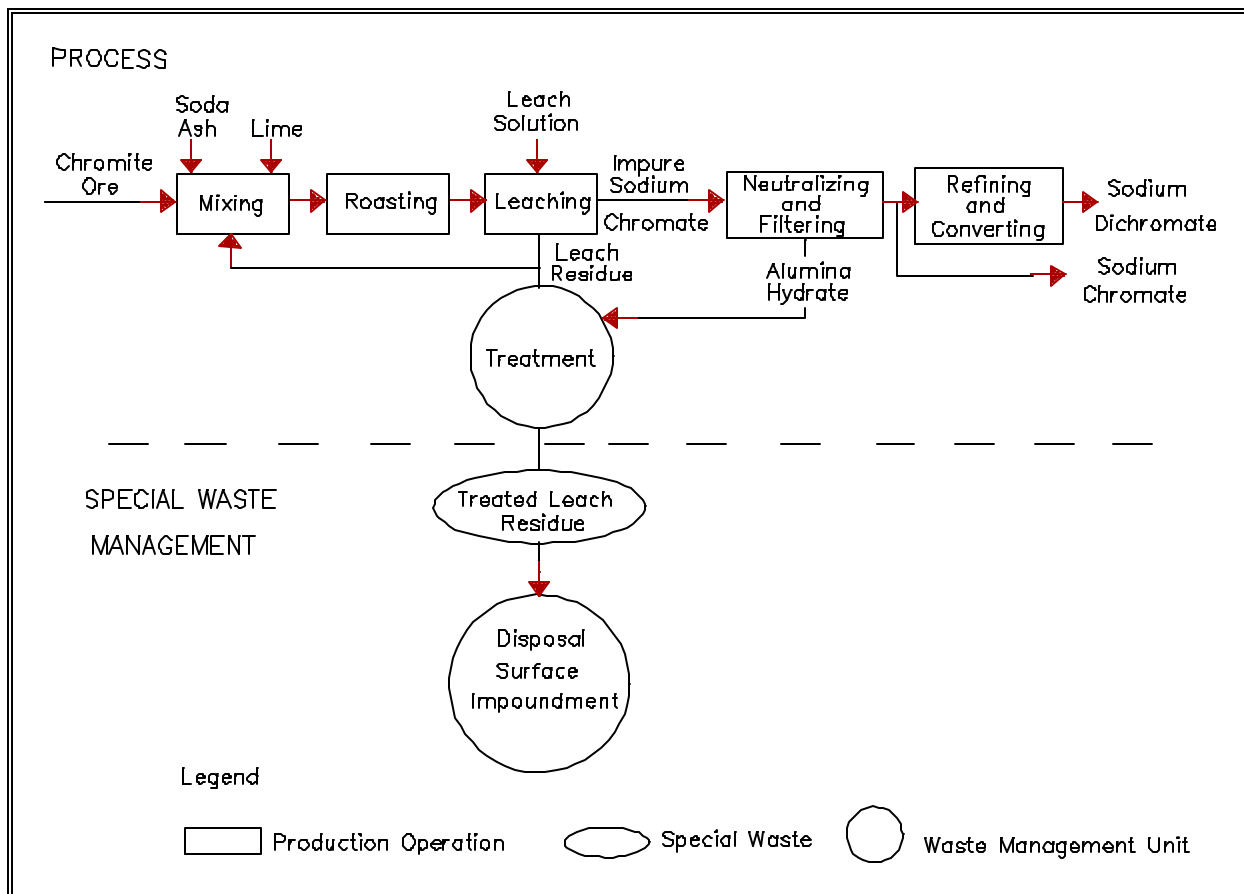 PROCESS
Soda
Ash
Lime
Leach
Solution
Chromite
Ore
Mixing
Roasting
Leaching
Impure
Sodium
Chromate
Neutralizing
and
Filtering
Refining
and
Converting
Sodium
Dichromate
Leach
Residue
Alumina
Hydrate
Sodium
Chromate
Treatment
SPECIAL WASTE
MANAGEMENT
Treated Leach
Residue
Disposal
Surface
Impoundment
Legend
Production Operation
Special Waste
Waste Management Unit